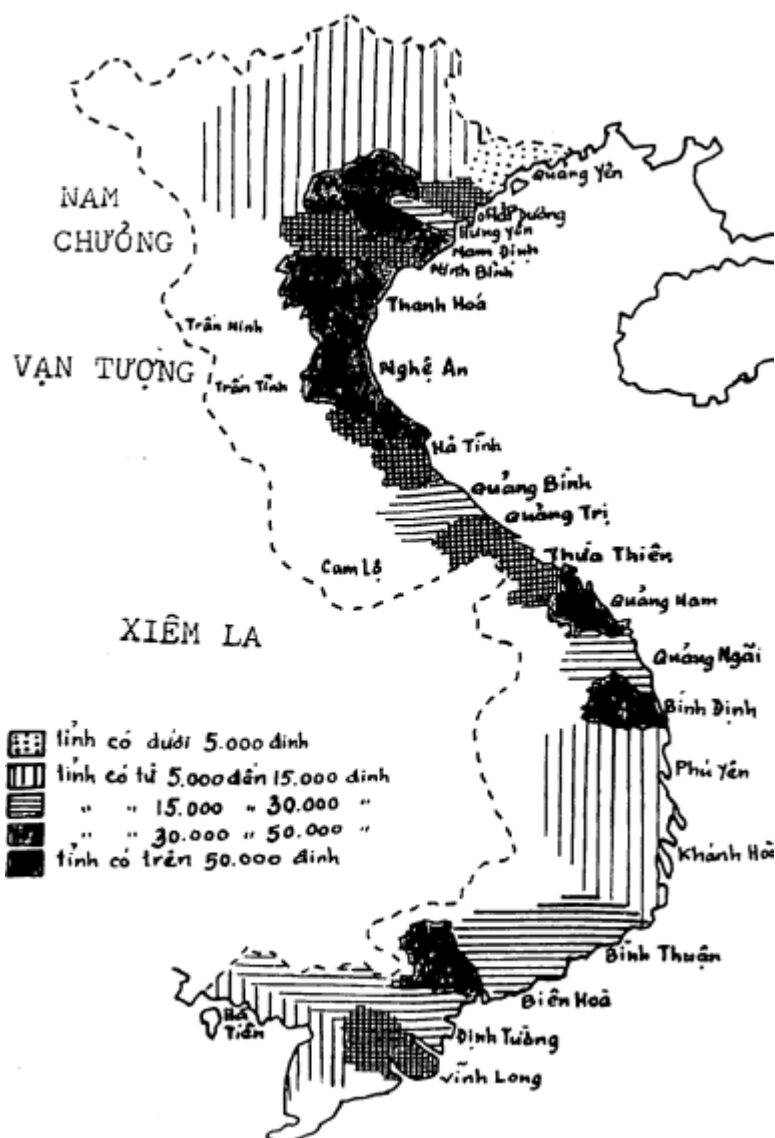 Quảng Yên
NAM
CHƯỞNG
Hải Dương
Hưng Yên
Nam Định
Ninh Bình
Thanh Hoá
Trấn Ninh
VẠN TƯỢNG
Trấn Tĩnh
Nghệ An
Hà Tĩnh
Quảng Bình
Quảng Trị
Thừa Thiên
Cam Lộ
Quảng Nam
XIÊM LA
Quảng Ngãi
Bình Định
Phú Yên
Khánh Hoà
tỉnh có dưới 5.000 đinh
tỉnh có từ 5.000 đến 15.000 đinh
" " 15.000 " 30.000 "
" " 30.000 " 50.000 "
tỉnh có trên 50.000 đinh
Bình Thuận
Biên Hoà
Hà
Tiên
Định Tường
Vĩnh Long